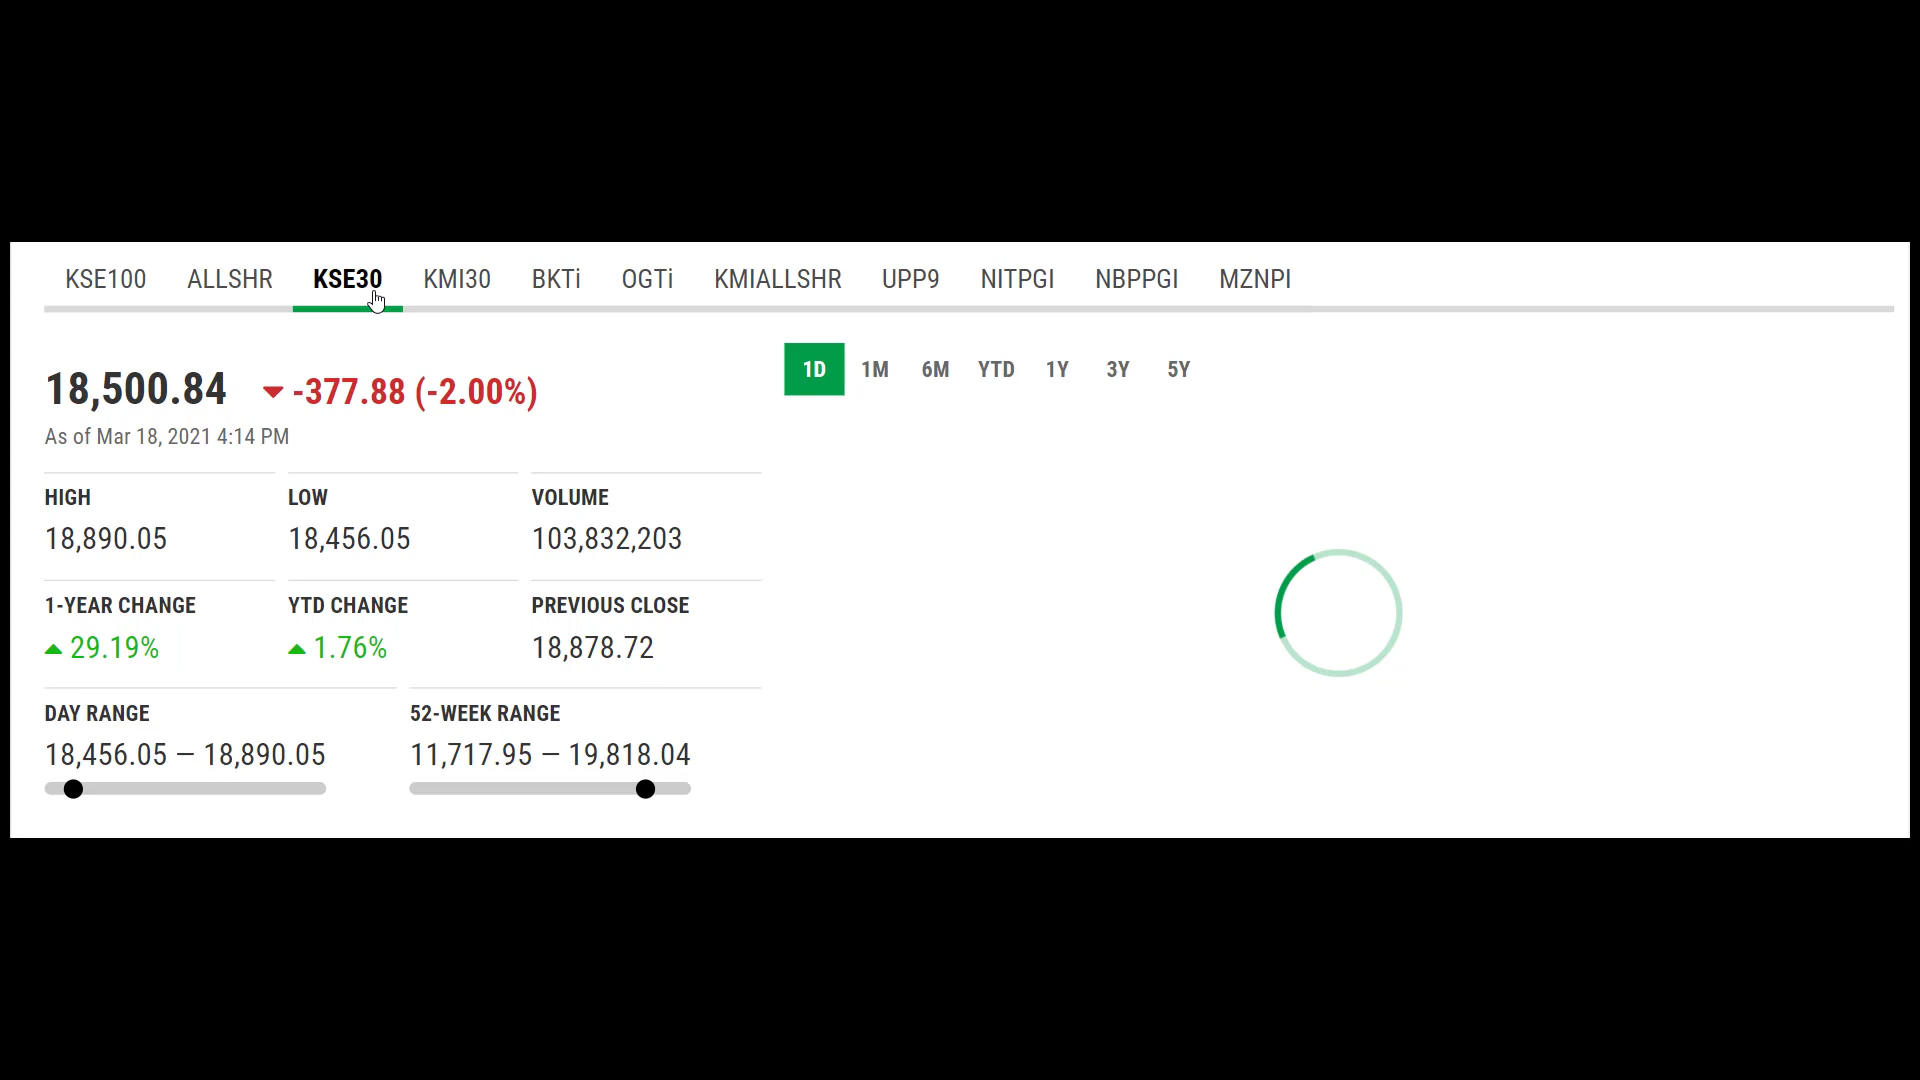 KSE100 ALLSHR KSE30 KMI30 BKTi OGTi KMIALLSHR UPP9 NITPGI NBPPGI MZNPI
18,500.84 -377.88 (-2.00%)
As of Mar 18, 2021 4:14 PM
1D 1M 6M YTD 1Y 3Y 5Y
HIGH LOW VOLUME
18,890.05 18,456.05 103,832,203
1-YEAR CHANGE YTD CHANGE PREVIOUS CLOSE
29.19% 1.76% 18,878.72
DAY RANGE 52-WEEK RANGE
18,456.05 — 18,890.05 11,717.95 — 19,818.04